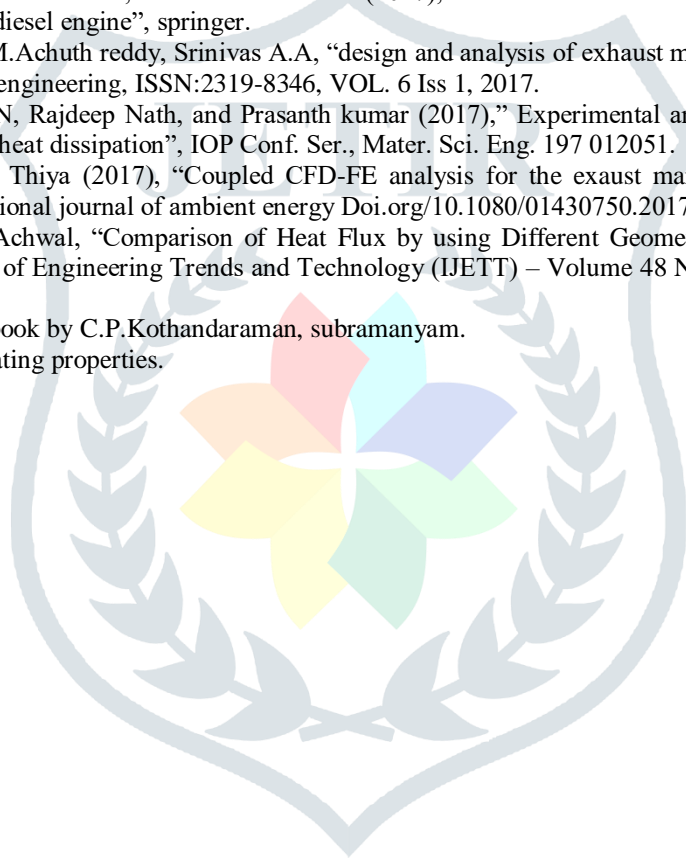 diesel engine”, springer.
M.Achuth reddy, Srinivas A.A, “design and analysis of exhaust m
engineering, ISSN:2319-8346, VOL. 6 Iss 1, 2017.
N, Rajdeep Nath, and Prasanth kumar (2017),” Experimental an
heat dissipation”, IOP Conf. Ser., Mater. Sci. Eng. 197 012051.
Thiya (2017), “Coupled CFD-FE analysis for the exaust ma
tional journal of ambient energy Doi.org/10.1080/01430750.2017
Achwal, “Comparison of Heat Flux by using Different Geome
of Engineering Trends and Technology (IJETT) – Volume 48 N
book by C.P.Kothandaraman, subramanyam.
ating properties.
JETIR